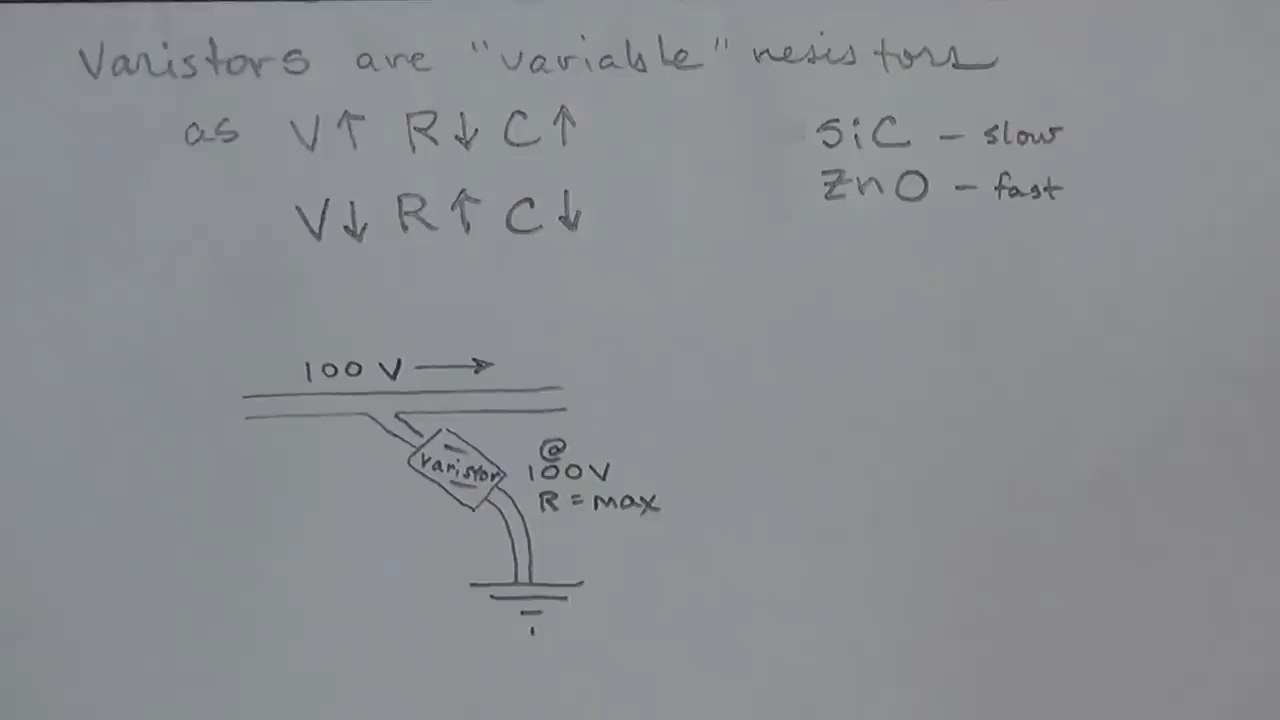 Varistors are "variable" resistors
as V↑ R↓ C↑
V↓ R↑ C↓
SiC - slow
ZnO - fast
100 V →
varistor
@
100V
R = max